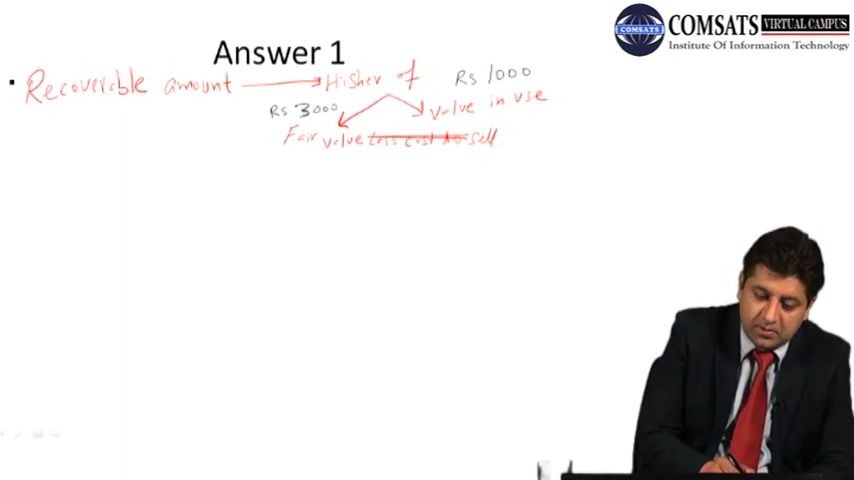 COMSATS VIRTUAL CAMPUS
Institute Of Information Technology
Answer 1
Recoverable amount → Higher of Rs 1000
Rs 3000 Value in use
Fair value Less cost to sell.